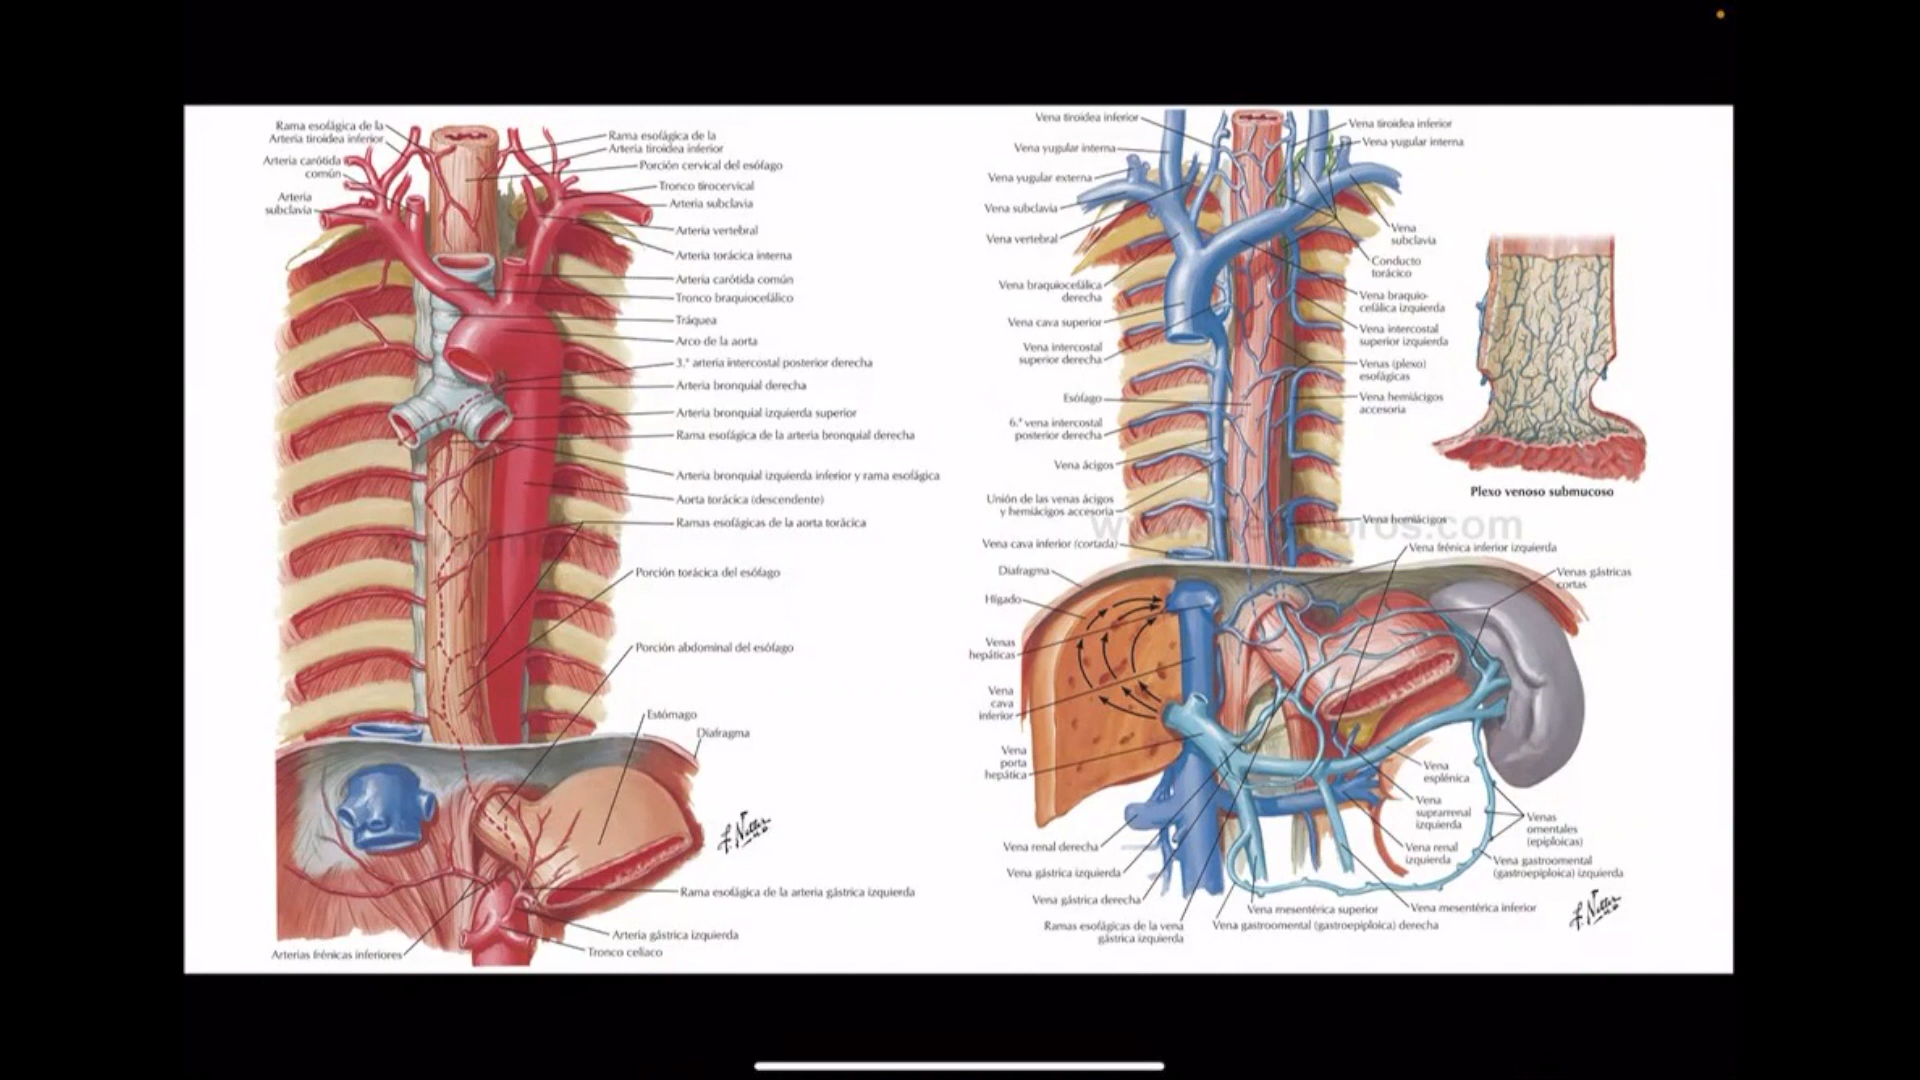 Rama esofágica de la
Arteria tiroidea inferior
Arteria carótida
común
Arteria
subclavia
Rama esofágica de la
Arteria tiroidea inferior
Porción cervical del esófago
Tronco tirocervical
Arteria subclavia
Arteria vertebral
Arteria torácica interna
Arteria carótida común
Tronco braquiocefálico
Tráquea
Arco de la aorta
3.ª arteria intercostal posterior derecha
Arteria bronquial derecha
Arteria bronquial izquierda superior
Rama esofágica de la arteria bronquial derecha
Arteria bronquial izquierda inferior y rama esofágica
Aorta torácica (descendente)
Ramas esofágicas de la aorta torácica
Porción torácica del esófago
Porción abdominal del esófago
Estómago
Diafragma
Rama esofágica de la arteria gástrica izquierda
Arteria gástrica izquierda
Tronco celíaco
Arterias frénicas inferiores
F. Netter
Vena tiroidea inferior
Vena yugular interna
Vena yugular externa
Vena subclavia
Vena vertebral
Vena braquiocefálica
derecha
Vena cava superior
Vena intercostal
superior derecha
Esófago
6.ª vena intercostal
posterior derecha
Vena ácigos
Unión de las venas ácigos
y hemiácigos accesoria
Vena cava inferior (cortada)
Diafragma
Hígado
Venas
hepáticas
Vena
cava
inferior
Vena
porta
hepática
Vena renal derecha
Vena gástrica izquierda
Vena gástrica derecha
Ramas esofágicas de la vena
gástrica izquierda
Vena tiroidea inferior
Vena yugular interna
Vena
subclavia
Conducto
torácico
Vena braquio-
cefálica izquierda
Vena intercostal
superior izquierda
Venas (plexo)
esofágicas
Vena hemiácigos
accesoria
Vena hemiácigos
Vena frénica inferior izquierda
Venas gástricas
cortas
Vena
esplénica
Vena
suprarrenal
izquierda
Vena renal
izquierda
Venas
omentales
(epiploicas)
Vena gastroomental
(gastroepiploica) izquierda
Vena mesentérica inferior
Vena mesentérica superior
Vena gastroomental (gastroepiploica) derecha
Plexo venoso submucoso
F. Netter